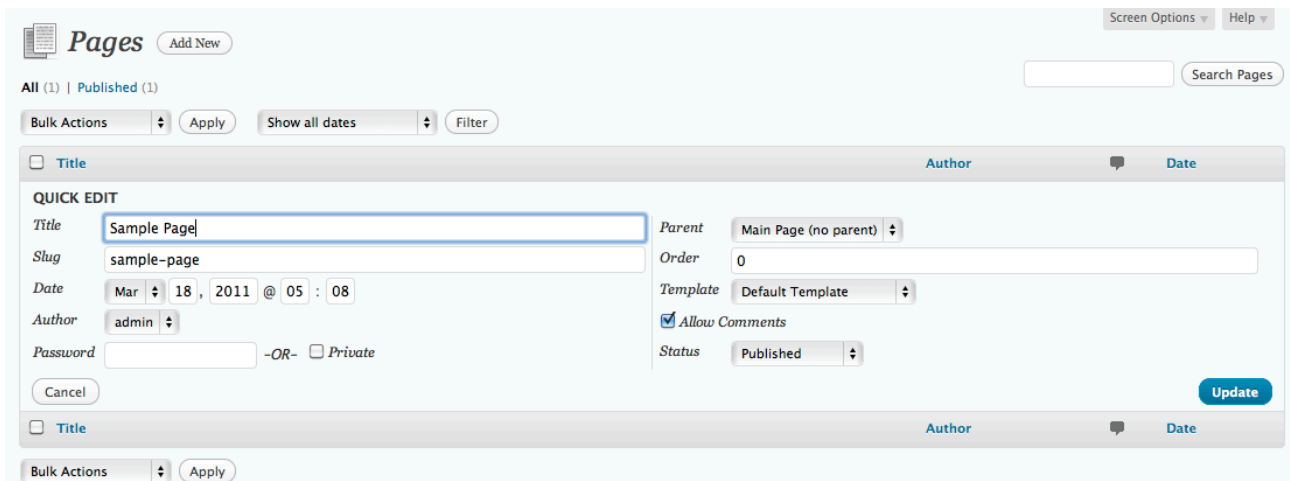 Screen Options Help
Pages Add New
Search Pages
All (1) | Published (1)
Bulk Actions Apply Show all dates Filter
Title Author Date
QUICK EDIT
Title Sample Page
Slug sample-page
Date Mar 18 , 2011 @ 05 : 08
Author admin
Password –OR– Private
Parent Main Page (no parent)
Order 0
Template Default Template
Allow Comments
Status Published
Cancel Update
Title Author Date
Bulk Actions Apply